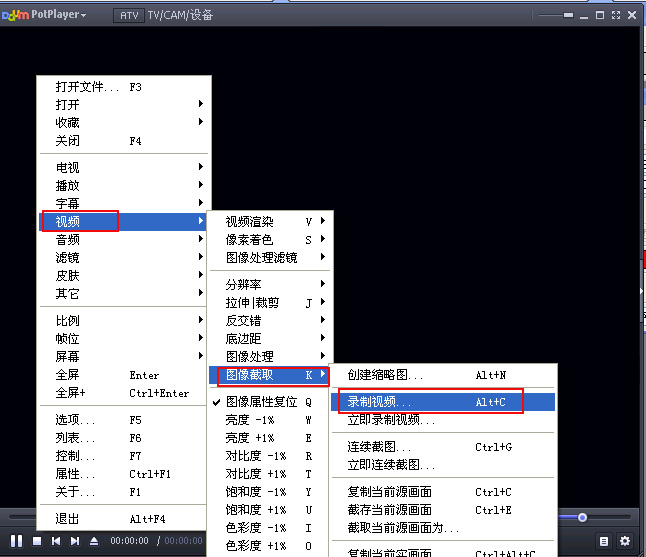 Daum PotPlayer ATV TV/CAM/设备
打开文件... F3
打开
收藏
关闭 F4
电视
播放
字幕
视频
音频
滤镜
皮肤
其它
比例
帧位
屏幕
全屏 Enter
全屏+ Ctrl+Enter
选项... F5
列表... F6
控制... F7
属性... Ctrl+F1
关于... F1
退出 Alt+F4
视频渲染 V
像素着色 S
图像处理滤镜
分辨率
拉伸|裁剪 J
反交错
底边距
图像处理
图像截取 K
图像属性复位 Q
亮度 -1% W
亮度 +1% E
对比度 -1% R
对比度 +1% T
饱和度 -1% Y
饱和度 +1% U
色彩度 -1% I
色彩度 +1% O
创建缩略图... Alt+N
录制视频... Alt+C
立即录制视频...
连续截图... Ctrl+G
立即连续截图...
复制当前源画面 Ctrl+C
截存当前源画面 Ctrl+E
截取当前源画面为...
复制当前实画面 Ctrl+Alt+C
00:00:00 / 00:00:00